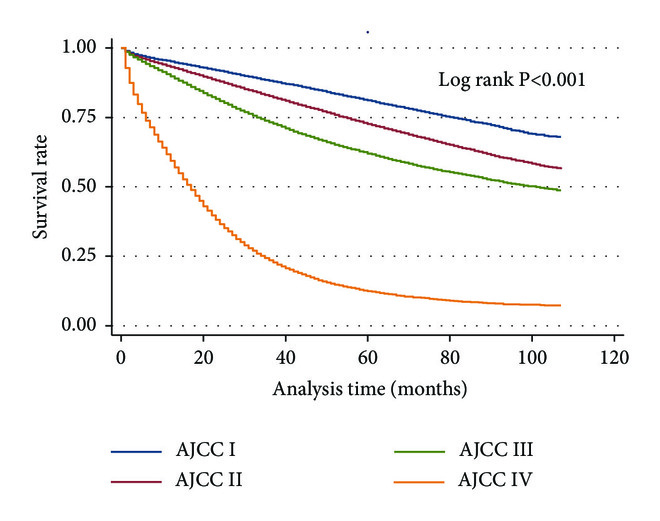 1.00
0.75
0.50
0.25
0.00
Survival rate
Log rank P<0.001
0 20 40 60 80 100 120
Analysis time (months)
AJCC I
AJCC II
AJCC III
AJCC IV